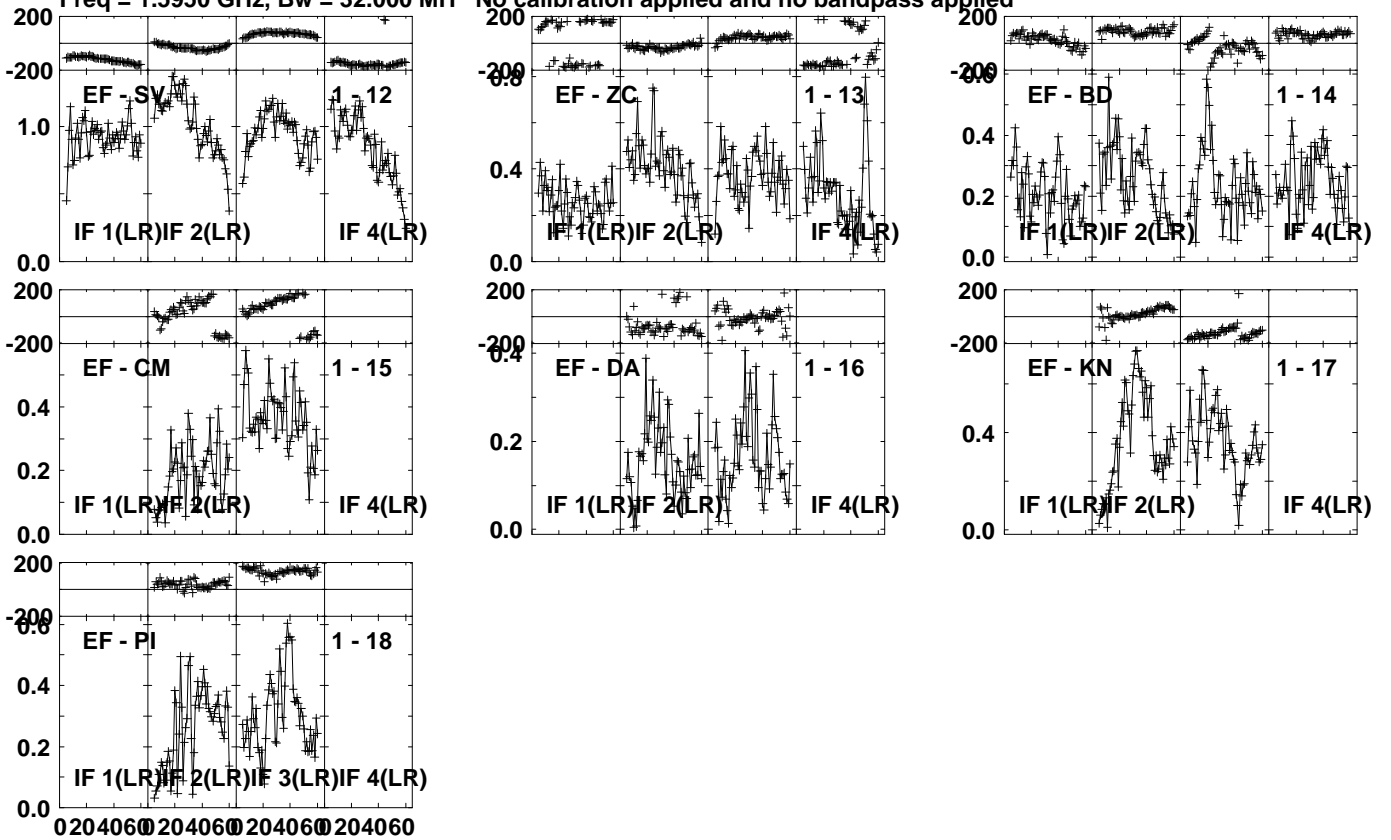 Freq = 1.5950 GHz, Bw = 32.000 MH No calibration applied and no bandpass applied
200 200 200
-200 -200 -200
0.8 0.6
EF - SV 1 - 12 EF - ZC 1 - 13 EF - BD 1 - 14
1.0 0.4 0.4
0.2
IF 1(LR) IF 2(LR) IF 4(LR) IF 1(LR) IF 2(LR) IF 4(LR) IF 1(LR) IF 2(LR) IF 4(LR)
0.0 0.0 0.0
200 200 200
-200 -200 -200
0.4
EF - CM 1 - 15 EF - DA 1 - 16 EF - KN 1 - 17
0.4 0.2 0.4
0.2
IF 1(LR) IF 2(LR) IF 4(LR) IF 1(LR) IF 2(LR) IF 4(LR) IF 1(LR) IF 2(LR) IF 4(LR)
0.0 0.0 0.0
200
-200
0.6
EF - PI 1 - 18
0.4
0.2
IF 1(LR) IF 2(LR) IF 3(LR) IF 4(LR)
0.0
0 20 40 60 0 20 40 60 0 20 40 60 0 20 40 60